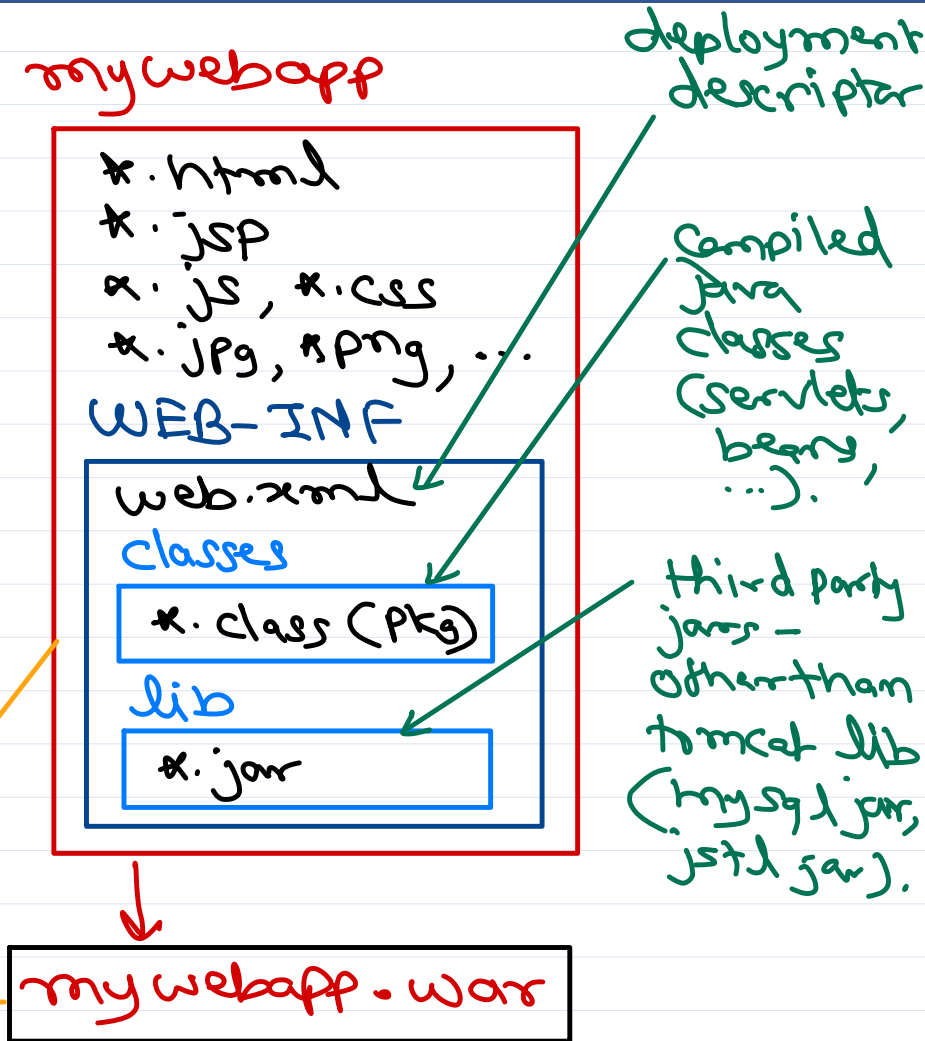 mywebapp
*.html
*.jsp
*.js, *.css
*.jpg, *png, ...
WEB-INF
web.xml
classes
*.class (pkg)
lib
*.jar
mywebapp.war
deployment
descriptor
Compiled
java
classes
(servlets,
beans,
...).
third party
jars -
other than
tomcat lib
(mysql jar,
jstl jar).